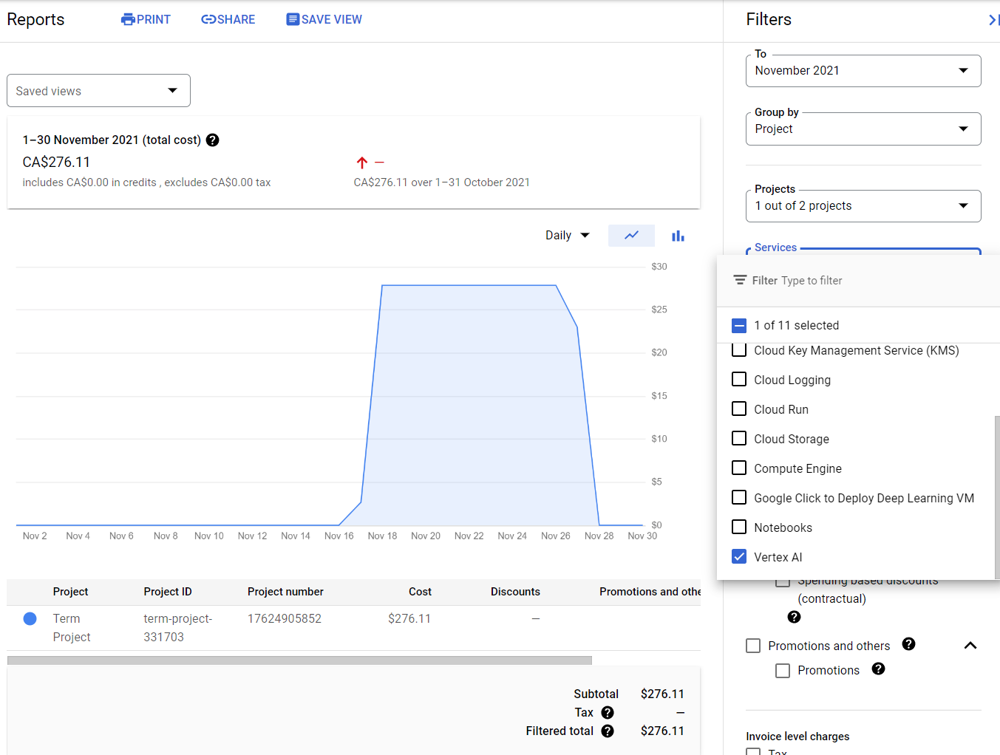 Reports
PRINT
SHARE
SAVE VIEW
Saved views
1–30 November 2021 (total cost) ?
CA$276.11
includes CA$0.00 in credits , excludes CA$0.00 tax
—
CA$276.11 over 1–31 October 2021
Daily
$30
$25
$20
$15
$10
$5
$0
Nov 2 Nov 4 Nov 6 Nov 8 Nov 10 Nov 12 Nov 14 Nov 16 Nov 18 Nov 20 Nov 22 Nov 24 Nov 26 Nov 28 Nov 30
Project Project ID Project number Cost Discounts Promotions and othe
Term
Project
term-project-
331703
17624905852
$276.11
—
Subtotal $276.11
Tax ? —
Filtered total ? $276.11
Filters
To
November 2021
Group by
Project
Projects
1 out of 2 projects
Services
Filter Type to filter
1 of 11 selected
Cloud Key Management Service (KMS)
Cloud Logging
Cloud Run
Cloud Storage
Compute Engine
Google Click to Deploy Deep Learning VM
Notebooks
Vertex AI
Spending based discounts
(contractual)
?
Promotions and others ?
Promotions ?
Invoice level charges
Tax